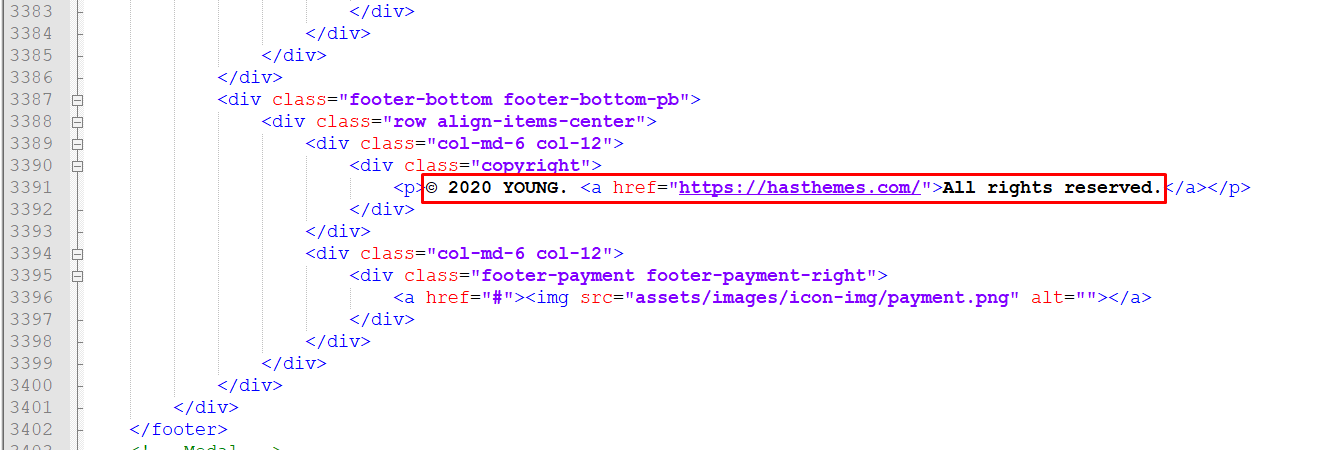 3383 </div>
3384 </div>
3385 </div>
3386 </div>
3387 <div class="footer-bottom footer-bottom-pb">
3388 <div class="row align-items-center">
3389 <div class="col-md-6 col-12">
3390 <div class="copyright">
3391 <p>© 2020 YOUNG. <a href="https://hasthemes.com/">All rights reserved.</a></p>
3392 </div>
3393 </div>
3394 <div class="col-md-6 col-12">
3395 <div class="footer-payment footer-payment-right">
3396 <a href="#"><img src="assets/images/icon-img/payment.png" alt=""></a>
3397 </div>
3398 </div>
3399 </div>
3400 </div>
3401 </div>
3402 </footer>